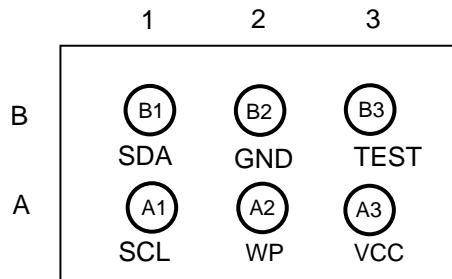 1 2 3
B B1 B2 B3
SDA GND TEST
A A1 A2 A3
SCL WP VCC